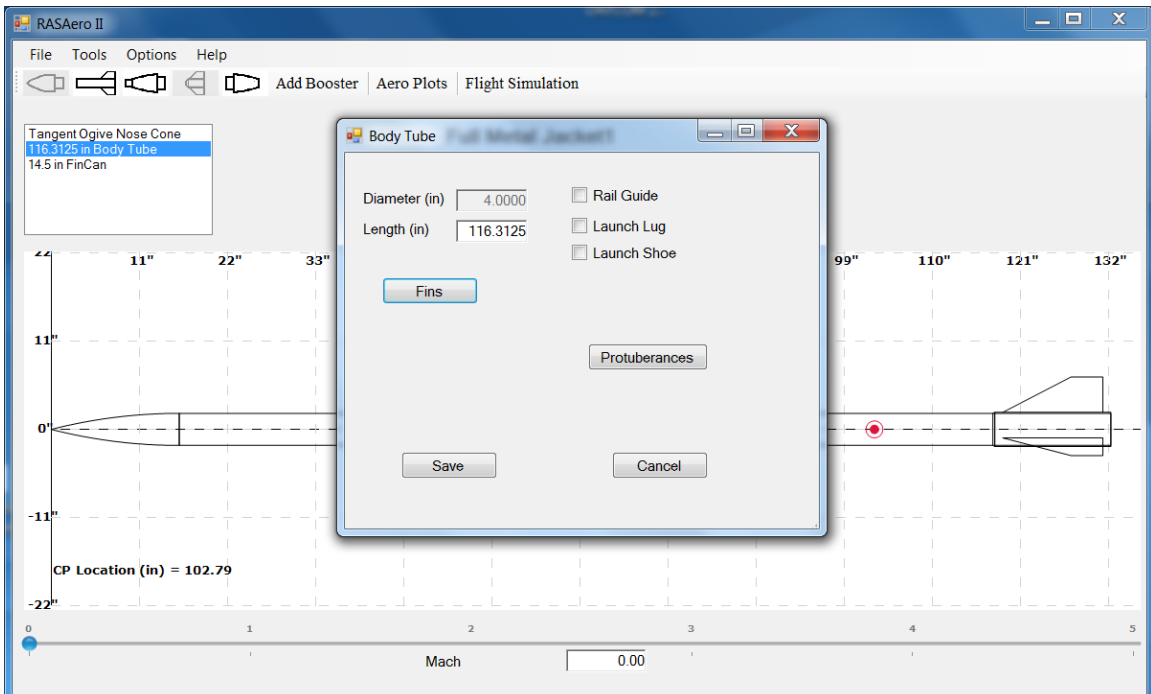 RASAero II
File Tools Options Help
Add Booster Aero Plots Flight Simulation
Tangent Ogive Nose Cone
116.3125 in Body Tube
14.5 in FinCan
Body Tube Full Metal Jacket1
Diameter (in) 4.0000 Rail Guide
Length (in) 116.3125 Launch Lug
Launch Shoe
Fins
Protuberances
Save Cancel
22" 11" 22" 33" 99" 110" 121" 132"
11"
0"
-11"
CP Location (in) = 102.79
-22"
0 1 2 3 4 5
Mach 0.00